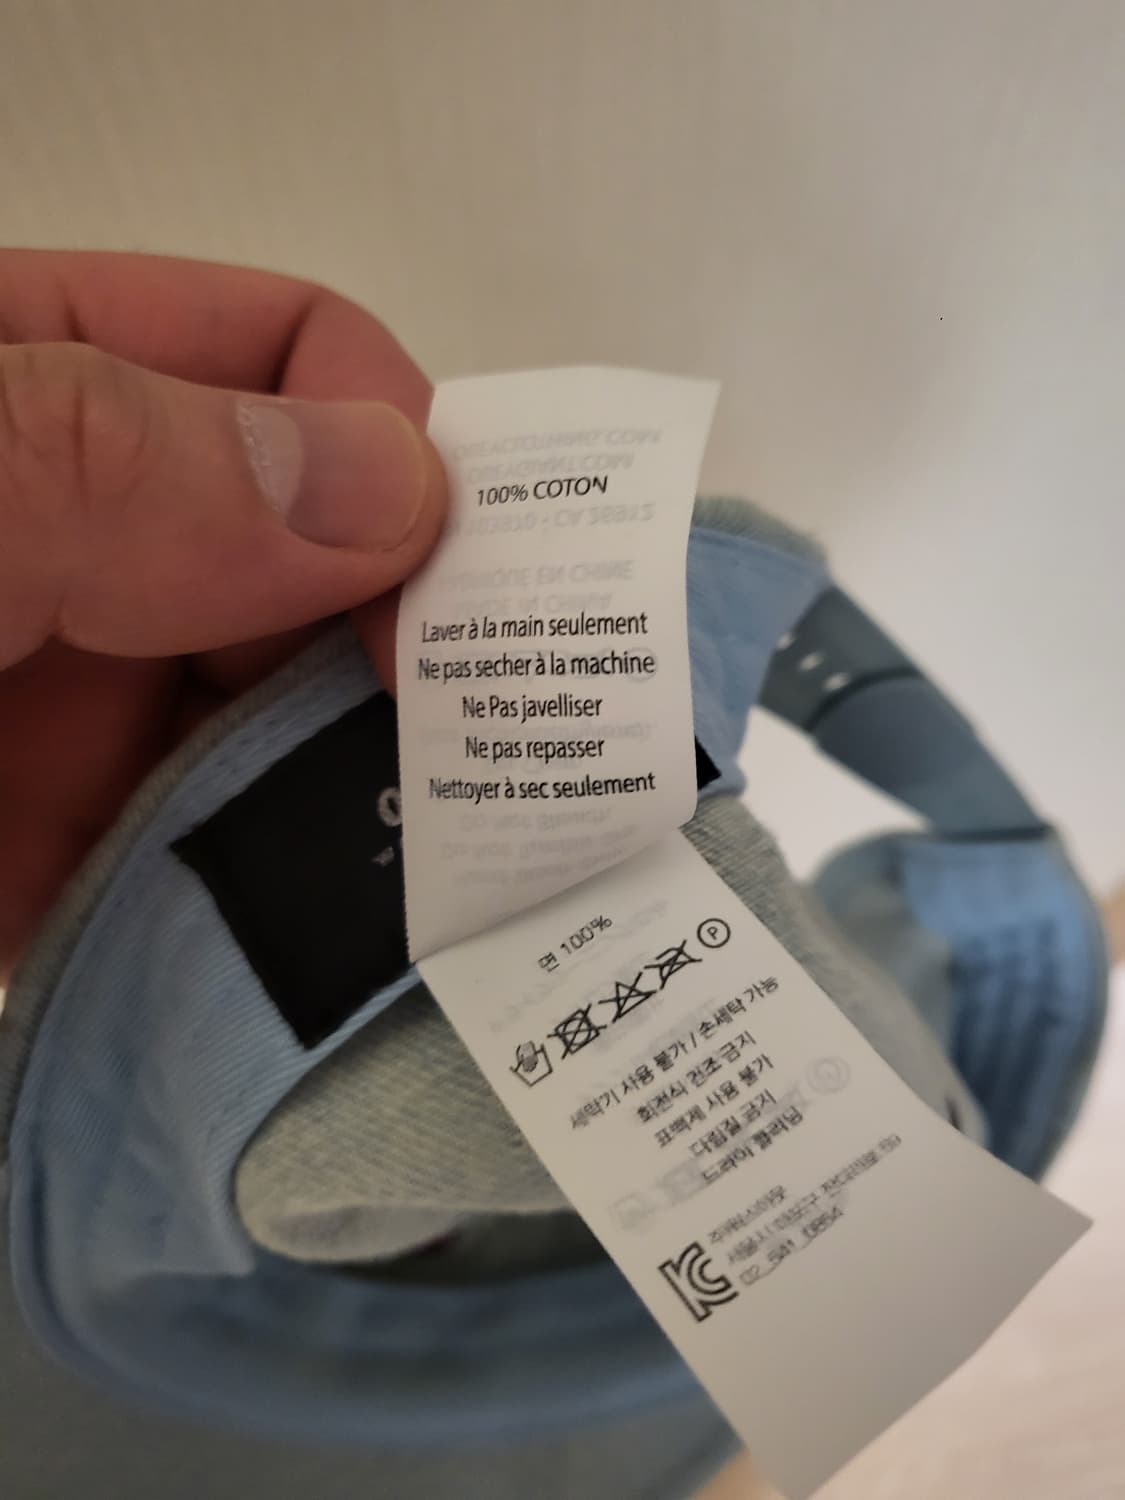 100% COTON
Laver à la main seulement
Ne pas secher à la machine
Ne Pas javelliser
Ne pas repasser
Nettoyer à sec seulement
면 100%
P
세탁기 사용 불가 / 손세탁 가능
회전식 건조 금지
표백제 사용 불가
다림질 금지
드라이 클리닝
KC
02_541_0854